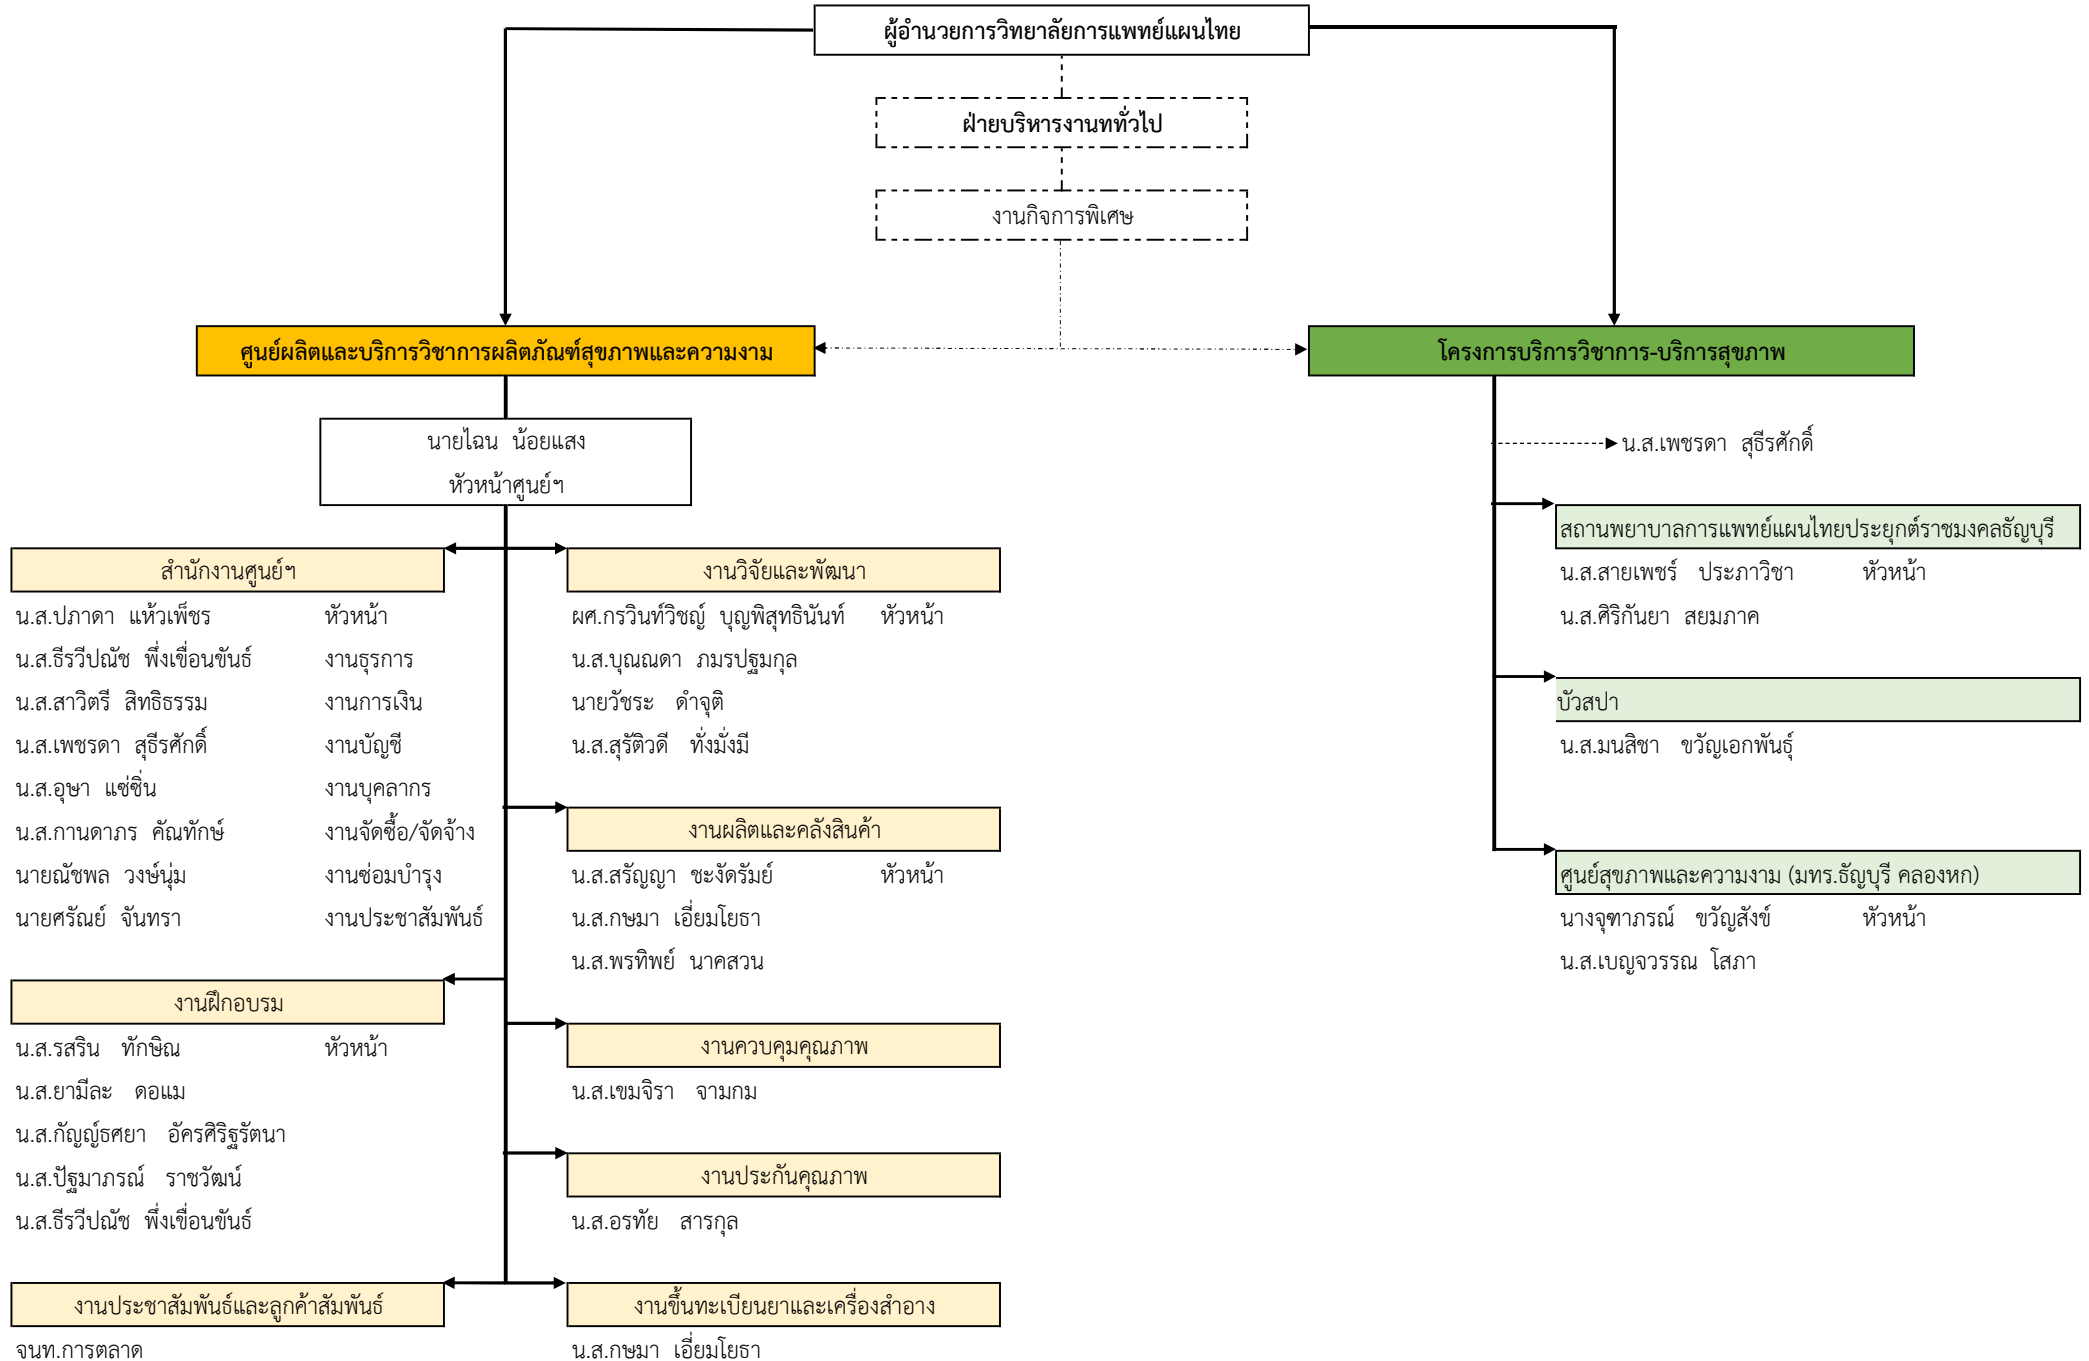 ผู้อำนวยการวิทยาลัยการแพทย์แผนไทย
ฝ่ายบริหารงานททั่วไป
งานกิจการพิเศษ
ศูนย์ผลิตและบริการวิชาการผลิตภัณฑ์สุขภาพและความงาม
นายไฉน น้อยแสง
หัวหน้าศูนย์ฯ
สำนักงานศูนย์ฯ
น.ส.ปภาดา แห้วเพ็ชร หัวหน้า
น.ส.ธีรวีปณัช พึ่งเขื่อนขันธ์ งานธุรการ
น.ส.สาวิตรี สิทธิธรรม งานการเงิน
น.ส.เพชรดา สุธีรศักดิ์ งานบัญชี
น.ส.อุษา แซ่ซิ่น งานบุคลากร
น.ส.กานดาภร คัณทักษ์ งานจัดซื้อ/จัดจ้าง
นายณัชพล วงษ์นุ่ม งานซ่อมบำรุง
นายศรัณย์ จันทรา งานประชาสัมพันธ์
งานฝึกอบรม
น.ส.รสริน ทักษิณ หัวหน้า
น.ส.ยามีละ ดอแม
น.ส.กัญญ์ธศยา อัครศิริฐรัตนา
น.ส.ปัฐมาภรณ์ ราชวัฒน์
น.ส.ธีรวีปณัช พึ่งเขื่อนขันธ์
งานประชาสัมพันธ์และลูกค้าสัมพันธ์
จนท.การตลาด
งานวิจัยและพัฒนา
ผศ.กรวินท์วิชญ์ บุญพิสุทธินันท์ หัวหน้า
น.ส.บุณณดา ภมรปฐมกุล
นายวัชระ ดำจุติ
น.ส.สุรัติวดี ทั่งมั่งมี
งานผลิตและคลังสินค้า
น.ส.สรัญญา ชะงัดรัมย์ หัวหน้า
น.ส.กษมา เอี่ยมโยธา
น.ส.พรทิพย์ นาคสวน
งานควบคุมคุณภาพ
น.ส.เขมจิรา จามกม
งานประกันคุณภาพ
น.ส.อรทัย สารกุล
งานขึ้นทะเบียนยาและเครื่องสำอาง
น.ส.กษมา เอี่ยมโยธา
โครงการบริการวิชาการ-บริการสุขภาพ
น.ส.เพชรดา สุธีรศักดิ์
สถานพยาบาลการแพทย์แผนไทยประยุกต์ราชมงคลธัญบุรี
น.ส.สายเพชร์ ประภาวิชา หัวหน้า
น.ส.ศิริกันยา สยมภาค
บัวสปา
น.ส.มนสิชา ขวัญเอกพันธุ์
ศูนย์สุขภาพและความงาม (มทร.ธัญบุรี คลองหก)
นางจุฑาภรณ์ ขวัญสังข์ หัวหน้า
น.ส.เบญจวรรณ โสภา